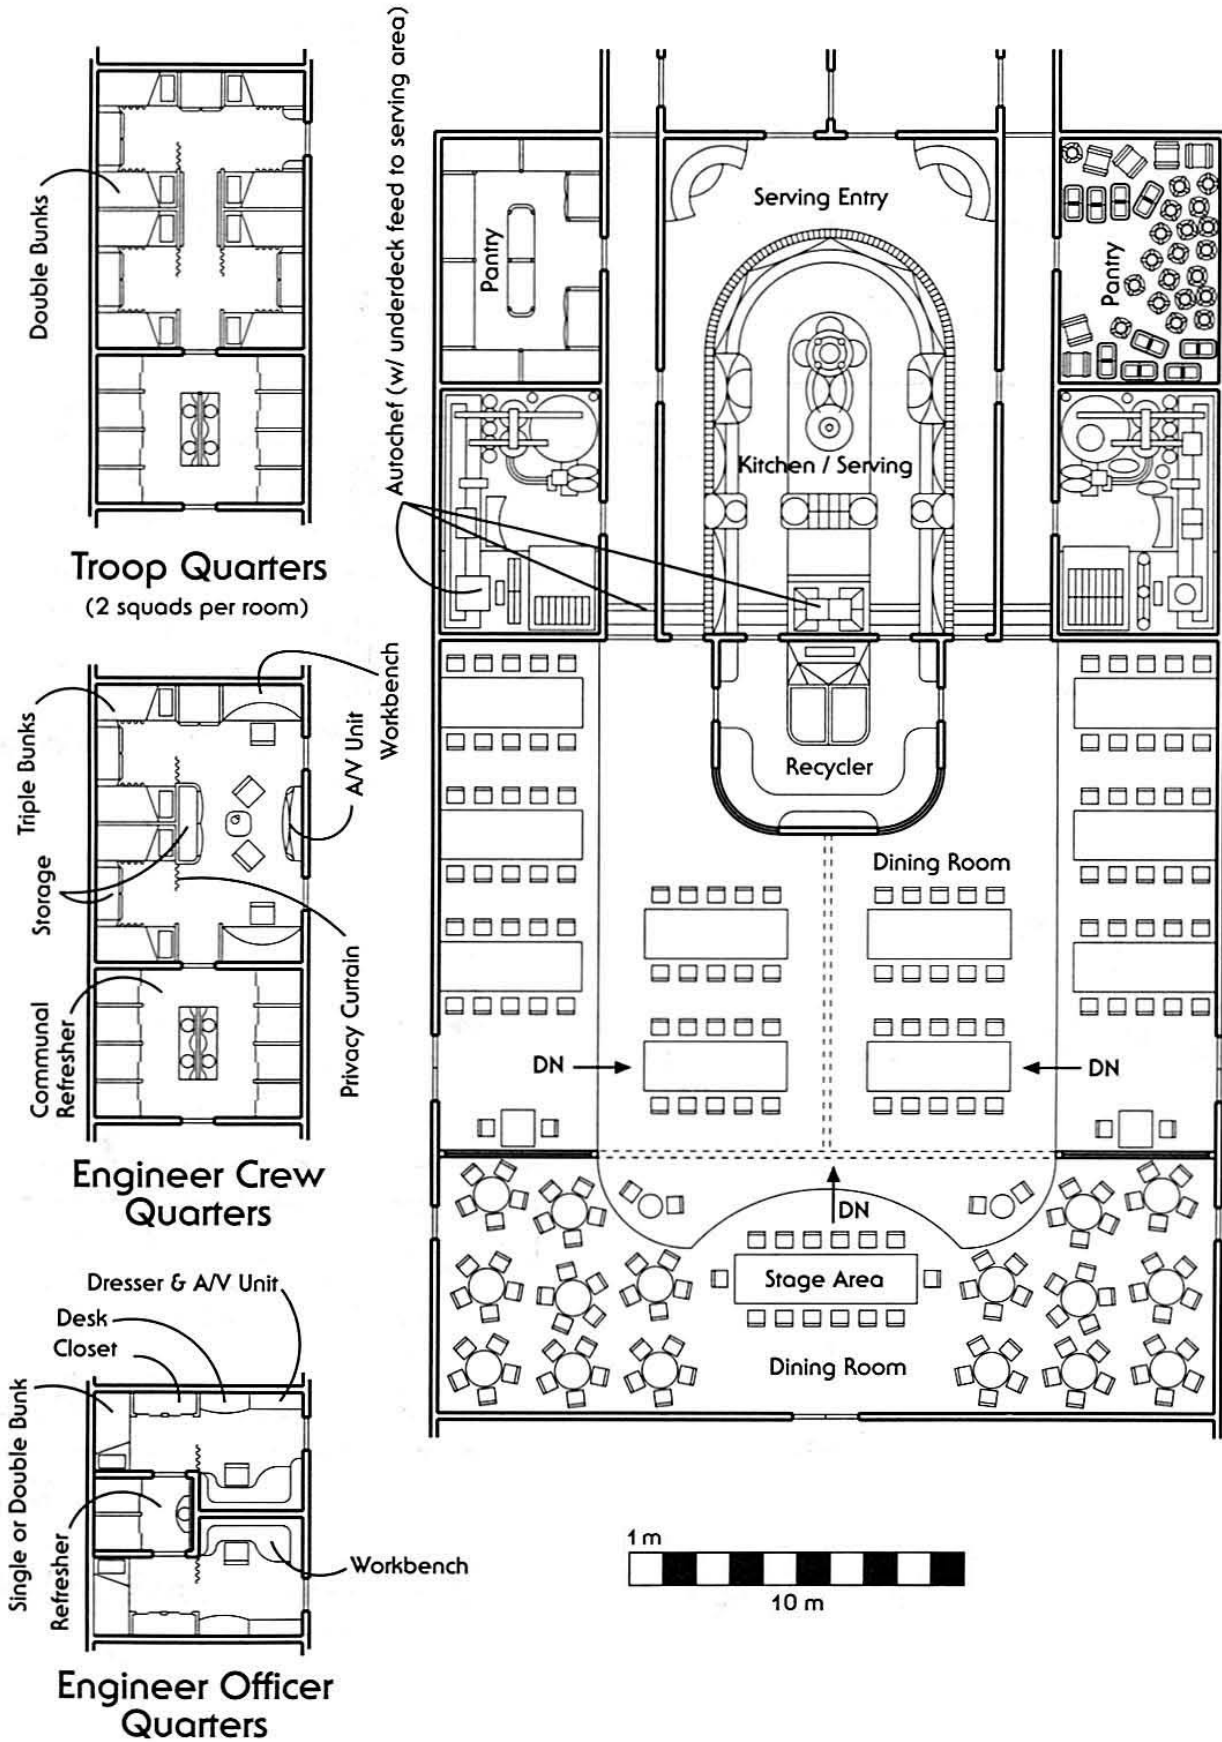 Double Bunks
Troop Quarters
(2 squads per room)
Autochef (w/ underdeck feed to serving area)
Pantry
Serving Entry
Pantry
Kitchen / Serving
Recycler
Dining Room
DN
DN
DN
Stage Area
Dining Room
Triple Bunks
Workbench
A/V Unit
Storage
Privacy Curtain
Communal
Refresher
Engineer Crew
Quarters
Dresser & A/V Unit
Desk
Closet
Single or Double Bunk
Refresher
Workbench
Engineer Officer
Quarters
1 m
10 m